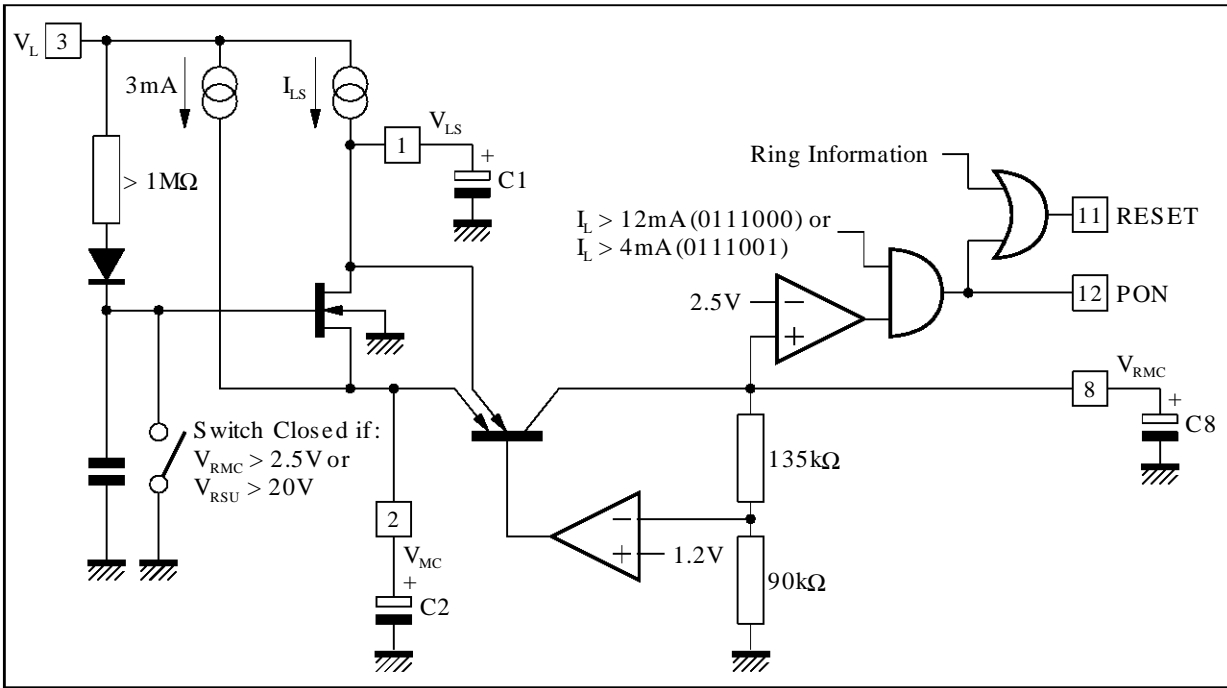 V_L 3
3mA
I_LS
1
V_LS
+
C1
> 1MΩ
Ring Information
I_L > 12mA (0111000) or
I_L > 4mA (0111001)
11 RESET
2.5V
−
+
12 PON
V_RMC
8
+
C8
Switch Closed if:
V_RMC > 2.5V or
V_RSU > 20V
135kΩ
2
−
+
1.2V
V_MC
+
C2
90kΩ